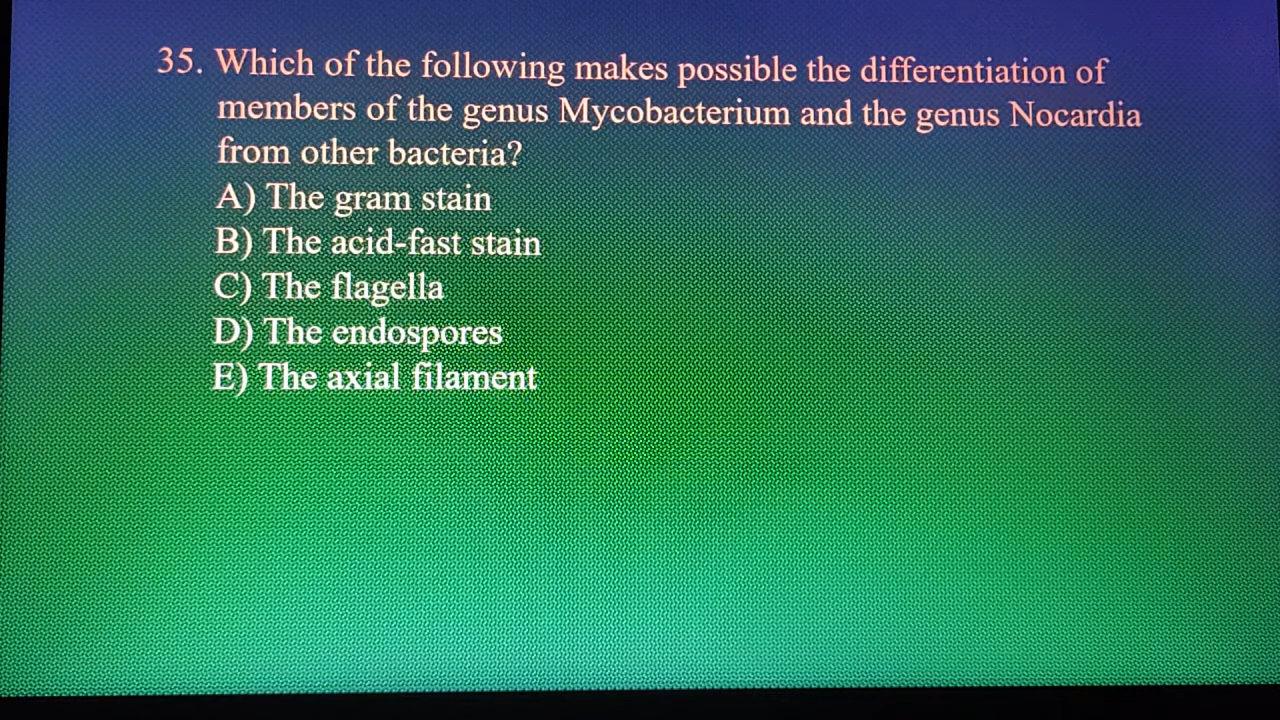 35. Which of the following makes possible the differentiation of
members of the genus Mycobacterium and the genus Nocardia
from other bacteria?
A) The gram stain
B) The acid-fast stain
C) The flagella
D) The endospores
E) The axial filament